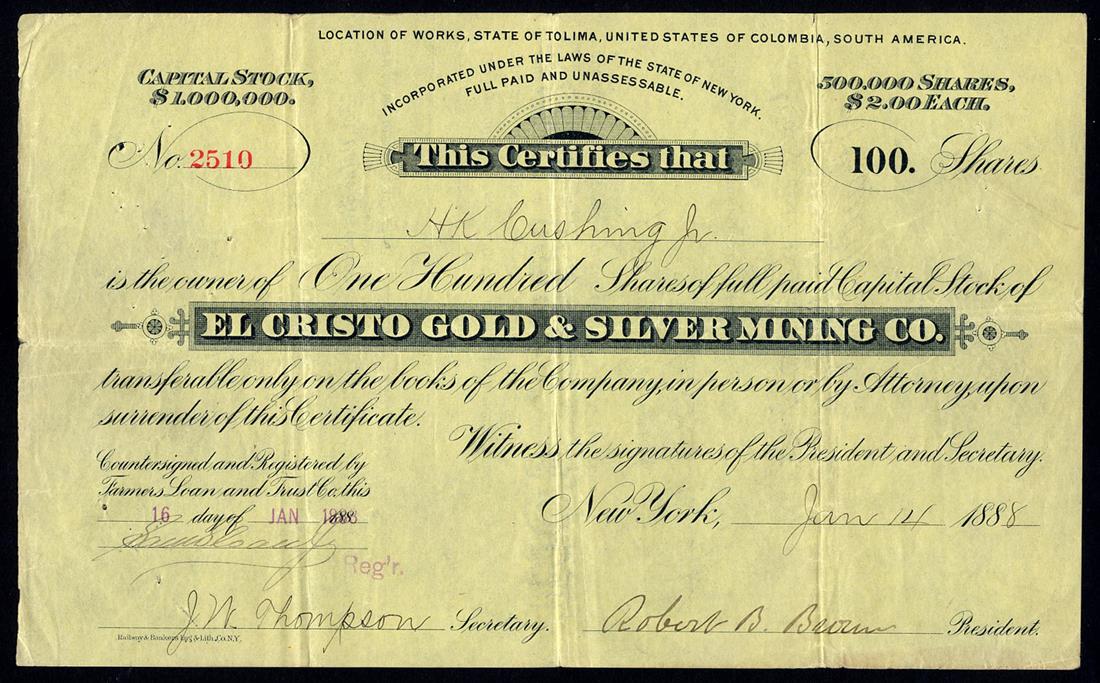 LOCATION OF WORKS, STATE OF TOLIMA, UNITED STATES OF COLOMBIA, SOUTH AMERICA.
INCORPORATED UNDER THE LAWS OF THE STATE OF NEW YORK.
FULL PAID AND UNASSESSABLE.
CAPITAL STOCK,
$1,000,000.
500.000 SHARES,
$2.00 EACH.
No. 2510
This Certifies that
100. Shares
HK Cushing Jr.
is the owner of One Hundred Shares of full paid Capital Stock of
EL CRISTO GOLD & SILVER MINING CO.
transferable only on the books of the Company, in person or by Attorney, upon
surrender of this Certificate.
Witness the signatures of the President and Secretary.
Countersigned and Registered by
Farmers Loan and Trust Co. this
16 day of JAN 1888
New York, Jan 14 1888
Reg'r.
J. W. Thompson Secretary.
Robert B. President.
Railway & Bankers Eng & Lith. Co. N.Y.